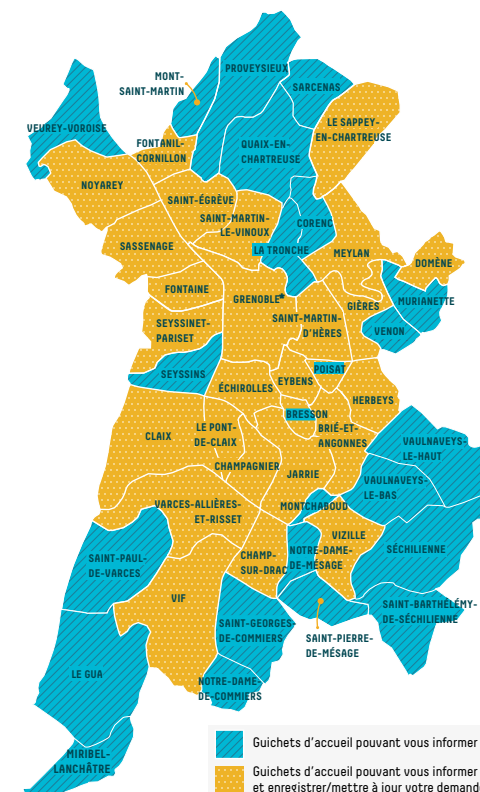 PROVEYSIEUX
MONT-
SAINT-MARTIN
SARCENAS
LE SAPPEY-
EN-CHARTREUSE
VEUREY-VOROISE
FONTANIL-
CORNILLON
QUAIX-EN-
CHARTREUSE
NOYAREY
SAINT-ÉGRÈVE
SAINT-MARTIN-
LE-VINOUX
CORENC
SASSENAGE
LA TRONCHE
MEYLAN
DOMÈNE
FONTAINE
GRENOBLE*
MURIANETTE
GIÈRES
SEYSSINET-
PARISET
SAINT-MARTIN-
D'HÈRES
VENON
SEYSSINS
POISAT
ÉCHIROLLES
EYBENS
HERBEYS
BRESSON
CLAIX
LE PONT-
DE-CLAIX
BRIÉ-ET-
ANGONNES
VAULNAVEYS-
LE-HAUT
CHAMPAGNIER
JARRIE
VAULNAVEYS-
LE-BAS
VARCES-ALLIÈRES-
ET-RISSET
MONTCHABOUD
VIZILLE
SAINT-PAUL-
DE-VARCES
CHAMP-
SUR-DRAC
NOTRE-DAME-
DE-MÉSAGE
SÉCHILIENNE
VIF
SAINT-BARTHÉLÉMY-
DE-SÉCHILIENNE
SAINT-GEORGES-
DE-COMMIERS
SAINT-PIERRE-
DE-MÉSAGE
LE GUA
NOTRE-DAME-
DE-COMMIERS
MIRIBEL-
LANCHÂTRE
Guichets d'accueil pouvant vous informer
Guichets d'accueil pouvant vous informer
et enregistrer/mettre à jour votre demand